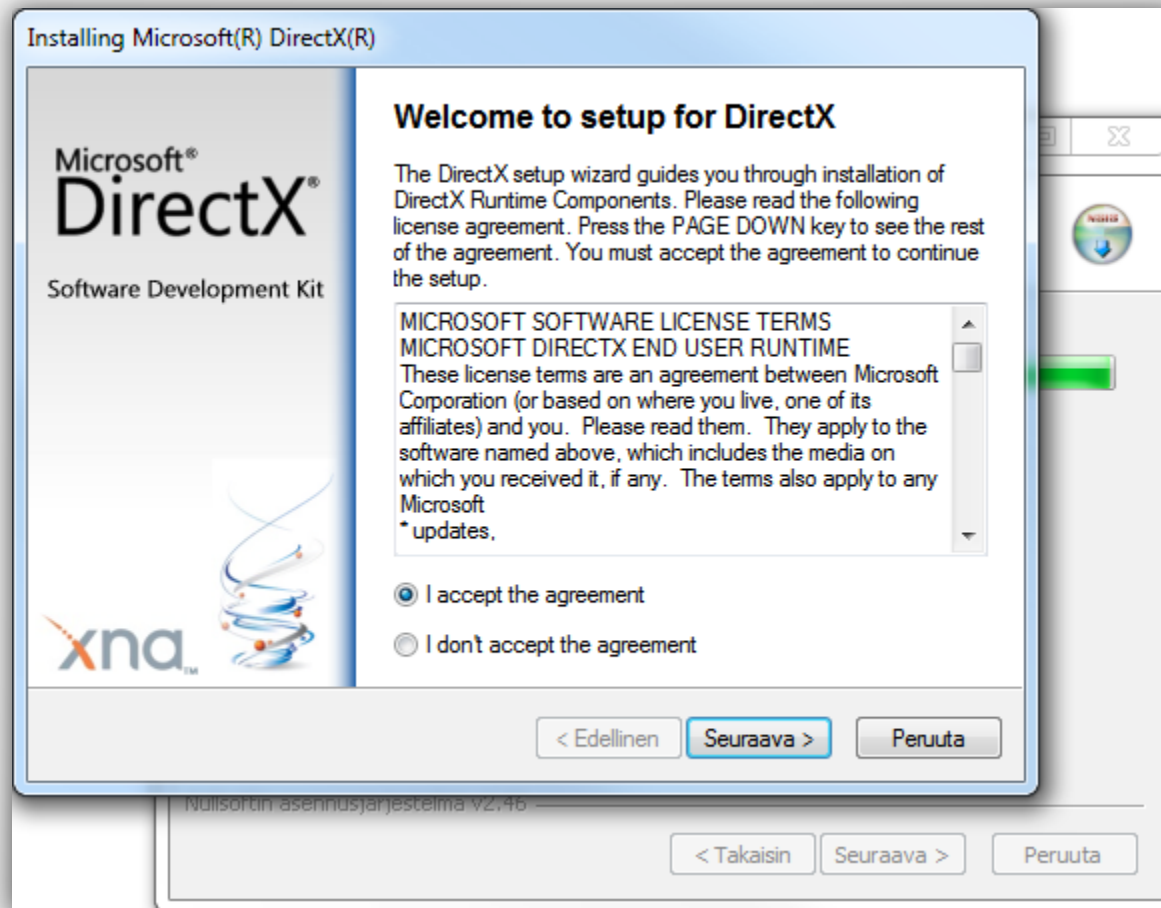 Installing Microsoft(R) DirectX(R)
Microsoft®
DirectX®
Software Development Kit
xna™
Welcome to setup for DirectX
The DirectX setup wizard guides you through installation of
DirectX Runtime Components. Please read the following
license agreement. Press the PAGE DOWN key to see the rest
of the agreement. You must accept the agreement to continue
the setup.
MICROSOFT SOFTWARE LICENSE TERMS
MICROSOFT DIRECTX END USER RUNTIME
These license terms are an agreement between Microsoft
Corporation (or based on where you live, one of its
affiliates) and you.  Please read them.  They apply to the
software named above, which includes the media on
which you received it, if any.  The terms also apply to any
Microsoft
* updates,
I accept the agreement
I don't accept the agreement
< Edellinen
Seuraava >
Peruuta
Nullsoftin asennusjärjestelmä v2.46
< Takaisin
Seuraava >
Peruuta